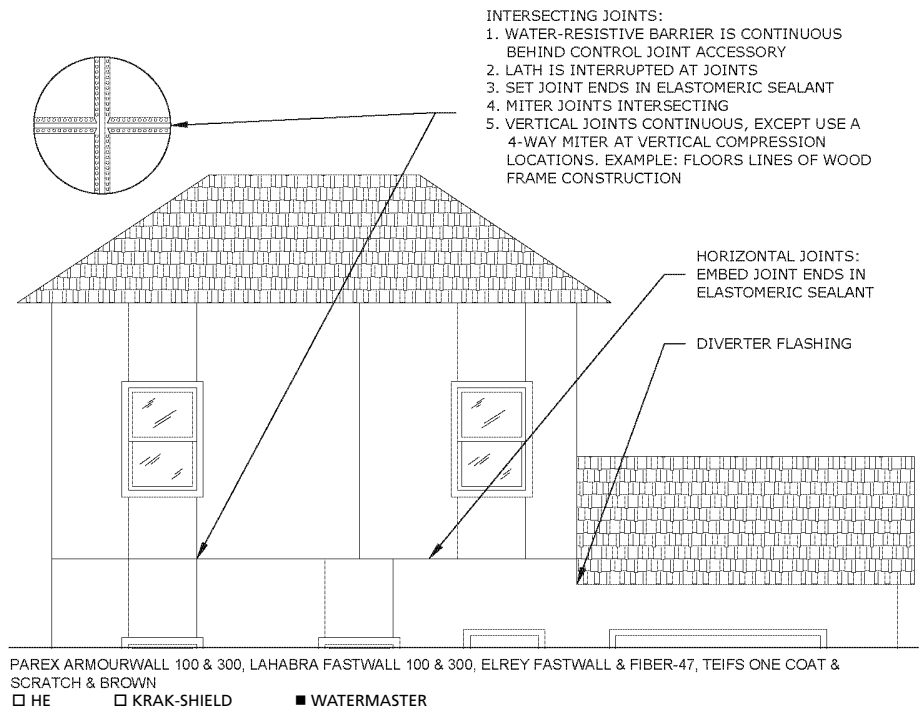 INTERSECTING JOINTS:
1. WATER-RESISTIVE BARRIER IS CONTINUOUS
BEHIND CONTROL JOINT ACCESSORY
2. LATH IS INTERRUPTED AT JOINTS
3. SET JOINT ENDS IN ELASTOMERIC SEALANT
4. MITER JOINTS INTERSECTING
5. VERTICAL JOINTS CONTINUOUS, EXCEPT USE A
4-WAY MITER AT VERTICAL COMPRESSION
LOCATIONS. EXAMPLE: FLOORS LINES OF WOOD
FRAME CONSTRUCTION
HORIZONTAL JOINTS:
EMBED JOINT ENDS IN
ELASTOMERIC SEALANT
DIVERTER FLASHING
PAREX ARMOURWALL 100 & 300, LAHABRA FASTWALL 100 & 300, ELREY FASTWALL & FIBER-47, TEIFS ONE COAT &
SCRATCH & BROWN
☐ HE ☐ KRAK-SHIELD ■ WATERMASTER